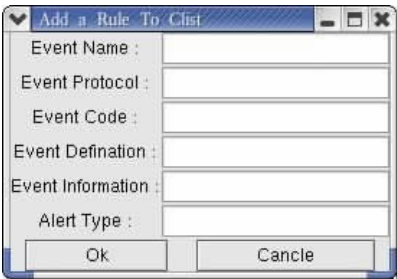 Add a Rule To Clist
Event Name :
Event Protocol :
Event Code :
Event Defination :
Event Information :
Alert Type :
Ok Cancle